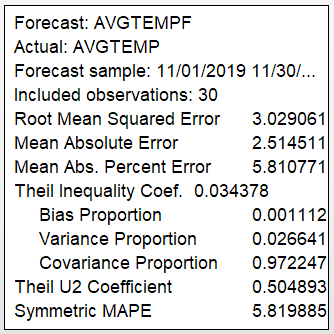 Forecast: AVGTEMPF
Actual: AVGTEMP
Forecast sample: 11/01/2019 11/30/...
Included observations: 30
Root Mean Squared Error 3.029061
Mean Absolute Error 2.514511
Mean Abs. Percent Error 5.810771
Theil Inequality Coef. 0.034378
Bias Proportion 0.001112
Variance Proportion 0.026641
Covariance Proportion 0.972247
Theil U2 Coefficient 0.504893
Symmetric MAPE 5.819885